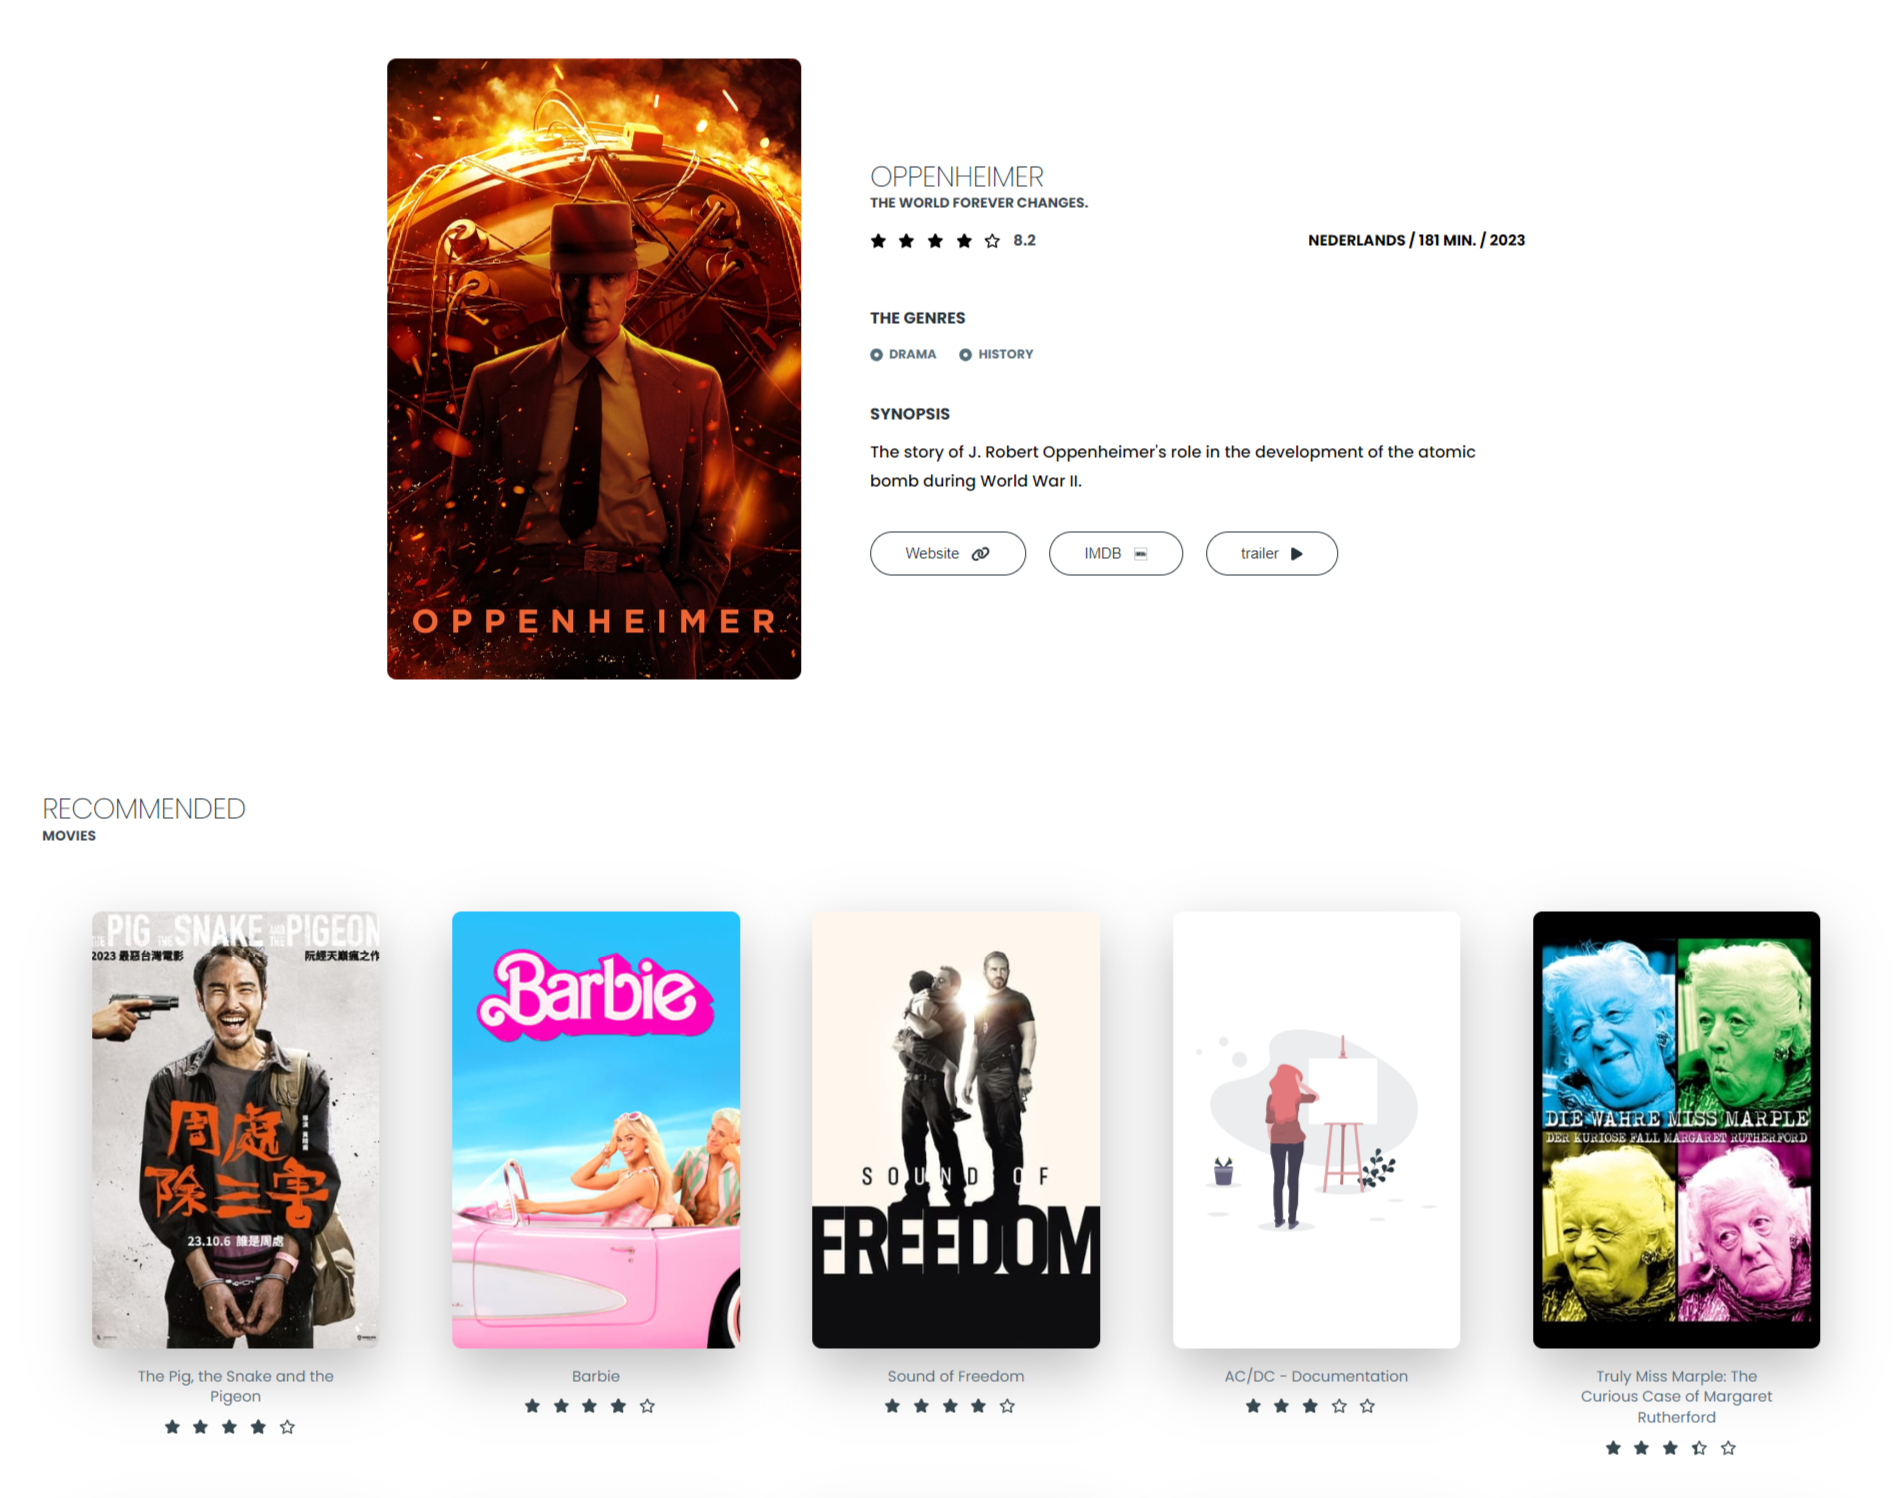 OPPENHEIMER
OPPENHEIMER
THE WORLD FOREVER CHANGES.
8.2
NEDERLANDS / 181 MIN. / 2023
THE GENRES
DRAMA
HISTORY
SYNOPSIS
The story of J. Robert Oppenheimer's role in the development of the atomic
bomb during World War II.
Website
IMDB
trailer
RECOMMENDED
MOVIES
THE PIG THE SNAKE AND THE PIGEON
2023 最惡台灣電影
阮經天巔瘋之作
周處
除三害
23.10.6 誰是周處
The Pig, the Snake and the
Pigeon
Barbie
Barbie
SOUND OF
FREEDOM
Sound of Freedom
AC/DC - Documentation
DIE WAHRE MISS MARPLE
DER KURIOSE FALL MARGARET RUTHERFORD
Truly Miss Marple: The
Curious Case of Margaret
Rutherford